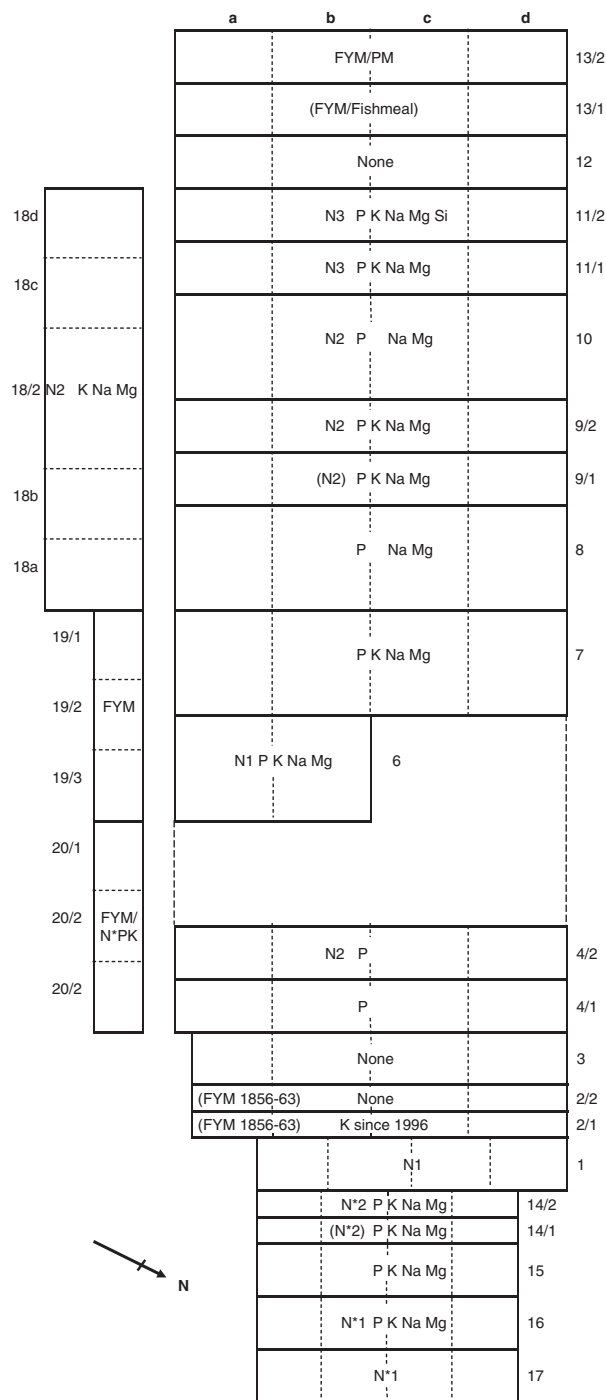 a b c d
FYM/PM 13/2
(FYM/Fishmeal) 13/1
None 12
18d N3 P K Na Mg Si 11/2
18c N3 P K Na Mg 11/1
N2 P Na Mg 10
18/2 N2 K Na Mg
N2 P K Na Mg 9/2
18b (N2) P K Na Mg 9/1
18a P Na Mg 8
19/1 P K Na Mg 7
19/2 FYM
19/3 N1 P K Na Mg 6
20/1
20/2 FYM/
N*PK
N2 P 4/2
20/2 P 4/1
None 3
(FYM 1856-63) None 2/2
(FYM 1856-63) K since 1996 2/1
N1 1
N*2 P K Na Mg 14/2
(N*2) P K Na Mg 14/1
P K Na Mg 15
N
N*1 P K Na Mg 16
N*1 17